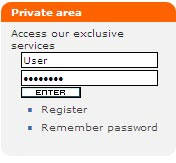 Private area
Access our exclusive
services
User
••••••••
ENTER
Register
Remember password